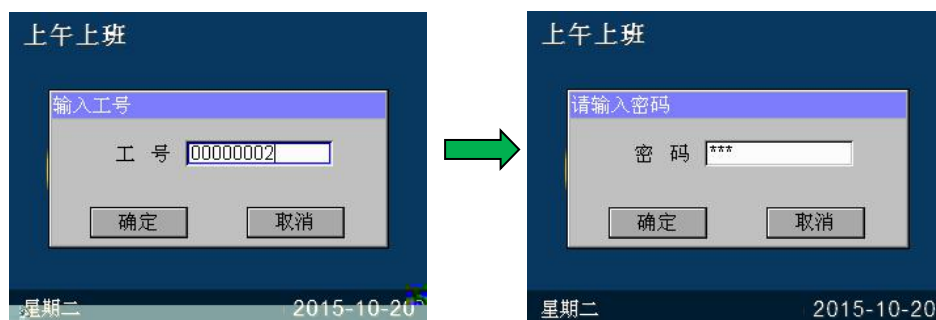 上午上班
输入工号
工 号 00000002
确定 取消
星期二 2015-10-20
上午上班
请输入密码
密 码 ***
确定 取消
星期二 2015-10-20